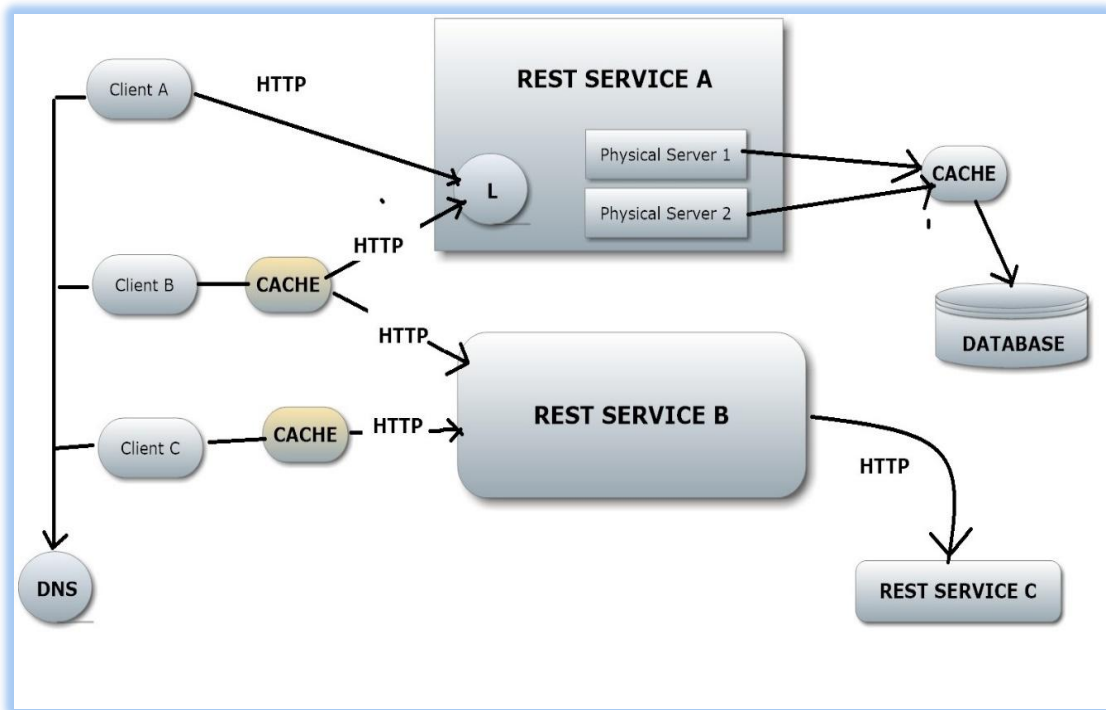 HTTP
REST SERVICE A
Client A
Physical Server 1
L
Physical Server 2
CACHE
HTTP
Client B
CACHE
HTTP
DATABASE
REST SERVICE B
Client C
CACHE
HTTP
HTTP
DNS
REST SERVICE C